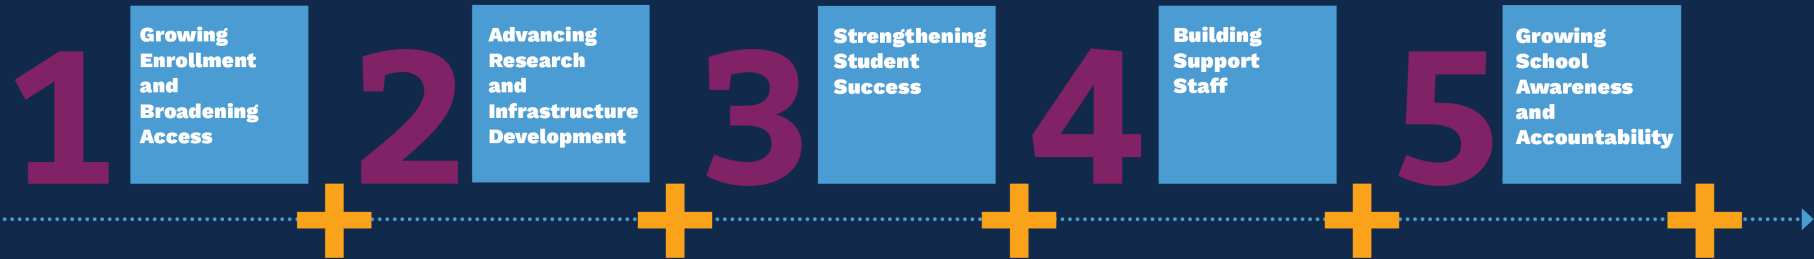 1
Growing
Enrollment
and
Broadening
Access
2
Advancing
Research
and
Infrastructure
Development
3
Strengthening
Student
Success
4
Building
Support
Staff
5
Growing
School
Awareness
and
Accountability